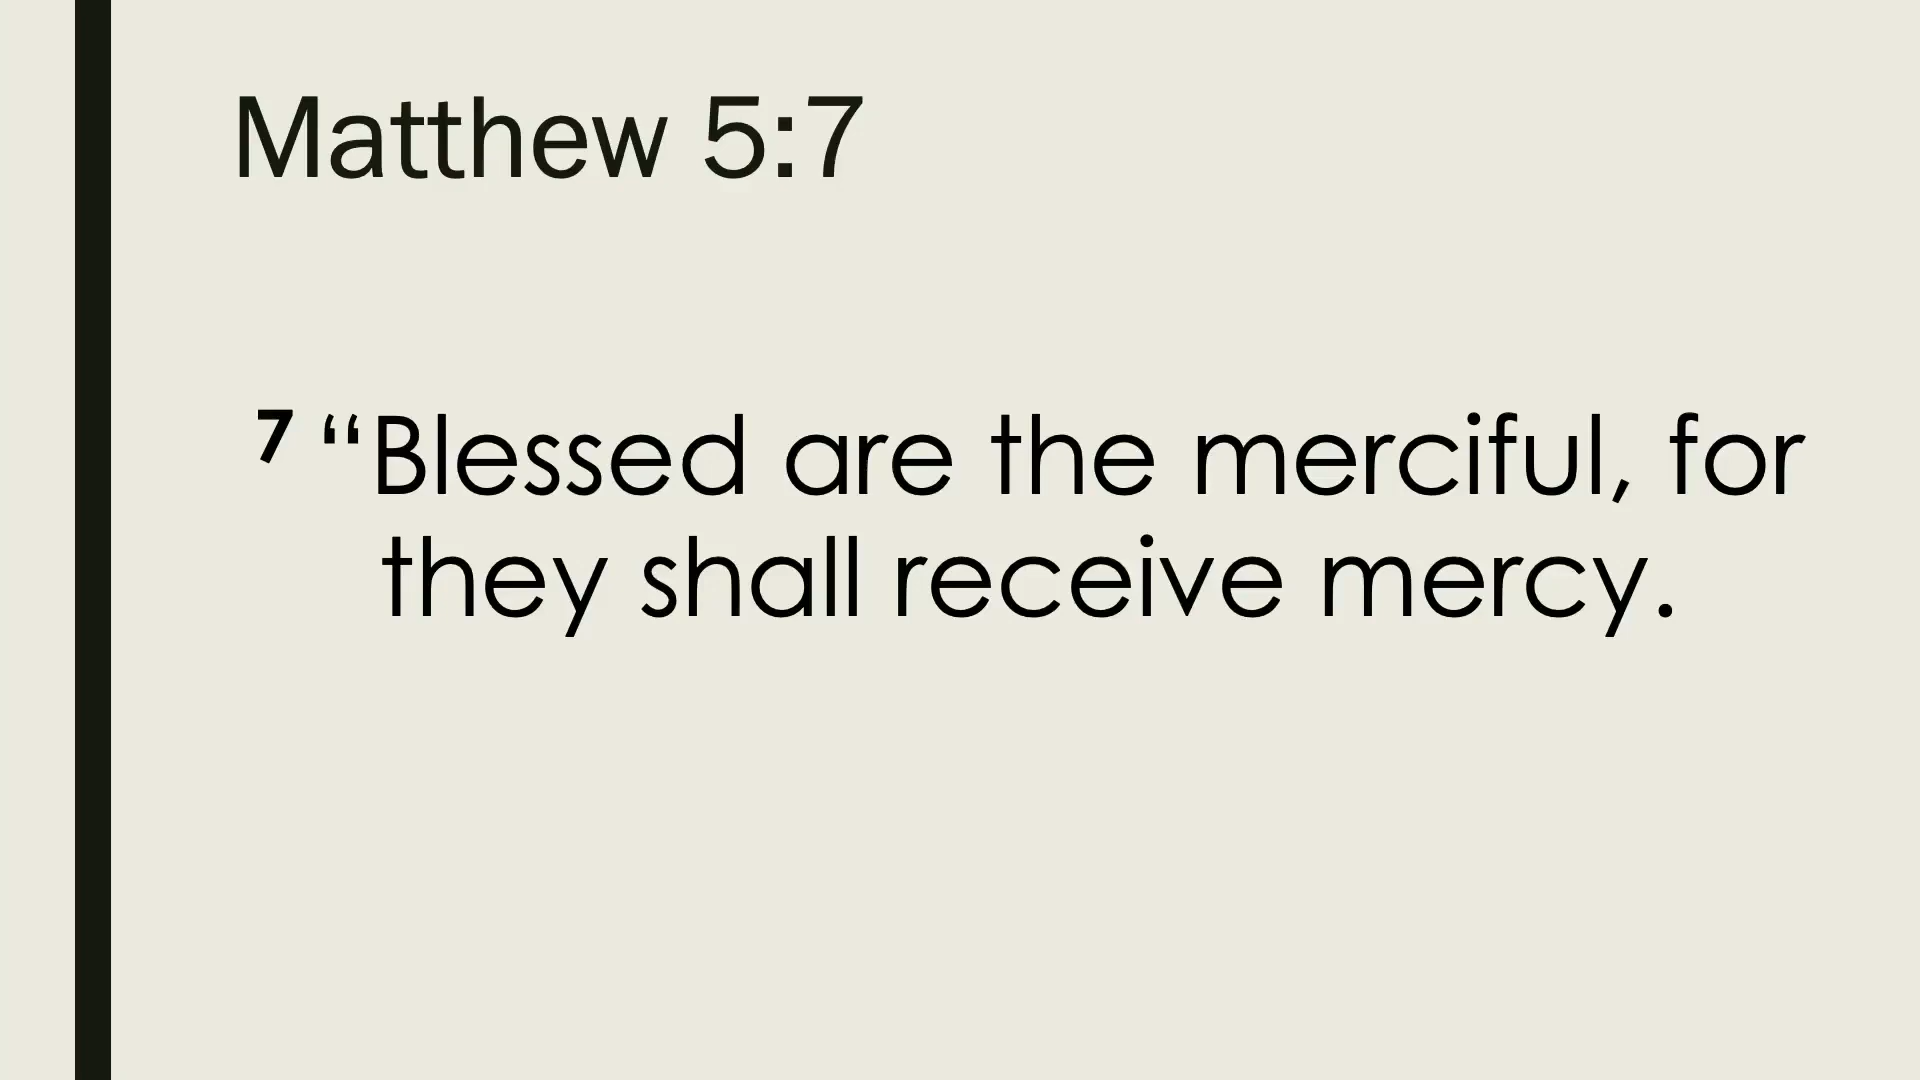 Matthew 5:7
7 “Blessed are the merciful, for
they shall receive mercy.